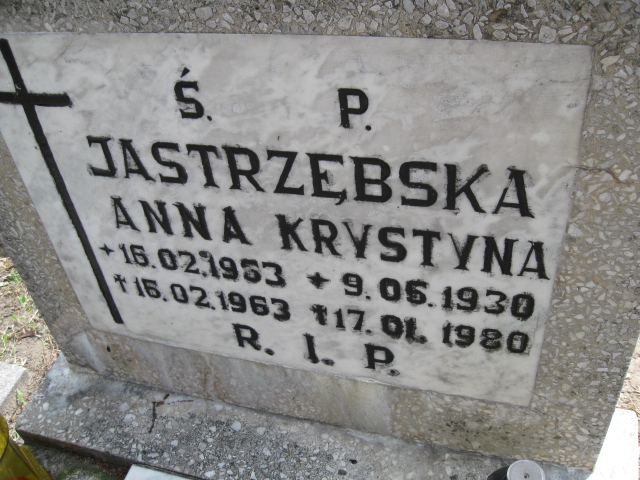 Ś. P.
JASTRZĘBSKA
ANNA KRYSTYNA
+16.02.1963 +9.06.1930
†16.02.1963 †17.01.1980
R. I. P.